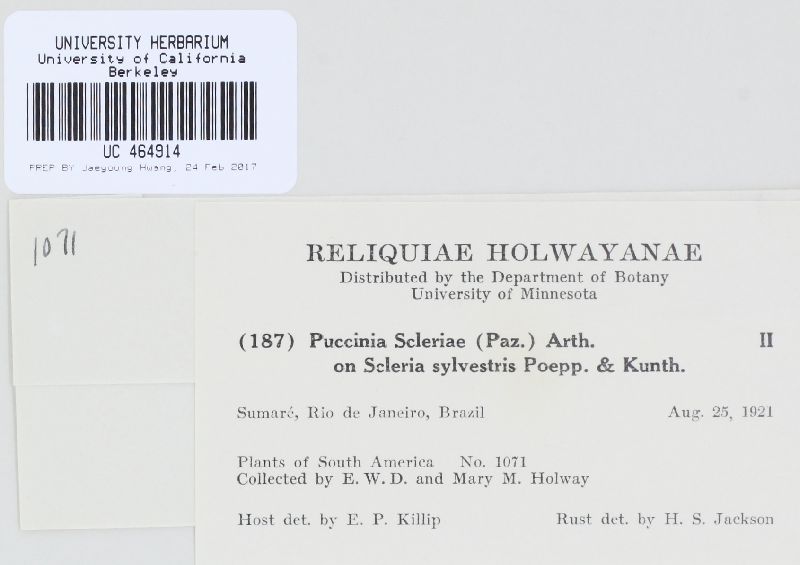 UNIVERSITY HERBARIUM
University of California
Berkeley
UC 464914
PREP BY Jaeyoung Hwang, 24 Feb 2017
1071
RELIQUIAE HOLWAYANAE
Distributed by the Department of Botany
University of Minnesota
(187) Puccinia Scleriae (Paz.) Arth. II
on Scleria sylvestris Poepp. & Kunth.
Sumaré, Rio de Janeiro, Brazil Aug. 25, 1921
Plants of South America No. 1071
Collected by E. W. D. and Mary M. Holway
Host det. by E. P. Killip Rust det. by H. S. Jackson